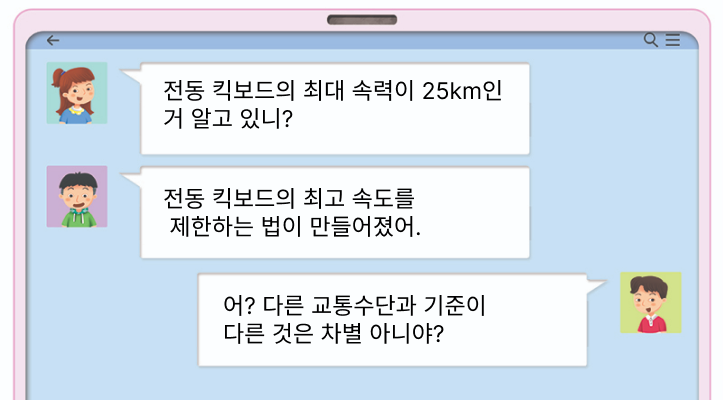 전동 킥보드의 최대 속력이 25km인
거 알고 있니?
전동 킥보드의 최고 속도를
제한하는 법이 만들어졌어.
어? 다른 교통수단과 기준이
다른 것은 차별 아니야?